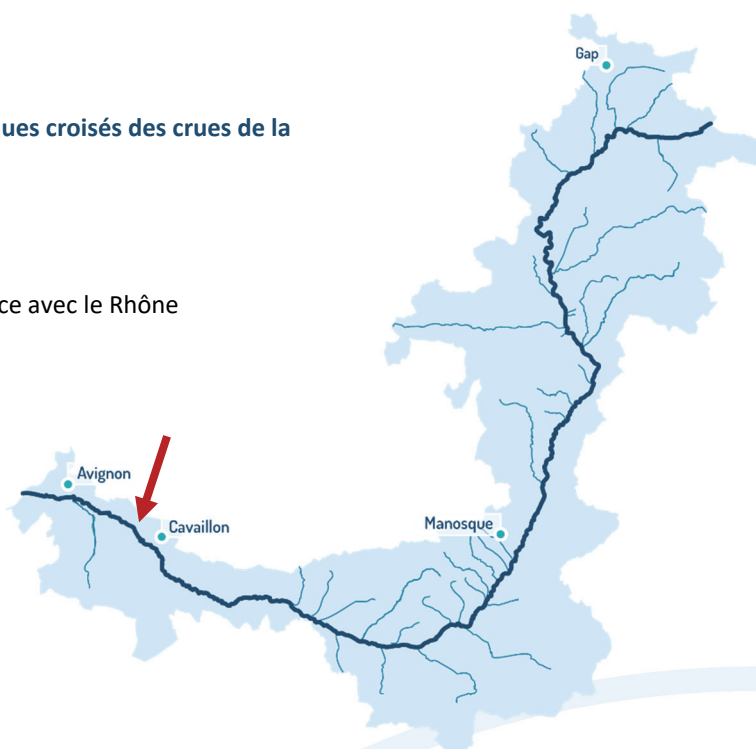 Gap
ues croisés des crues de la
ce avec le Rhône
Avignon
Cavaillon
Manosque